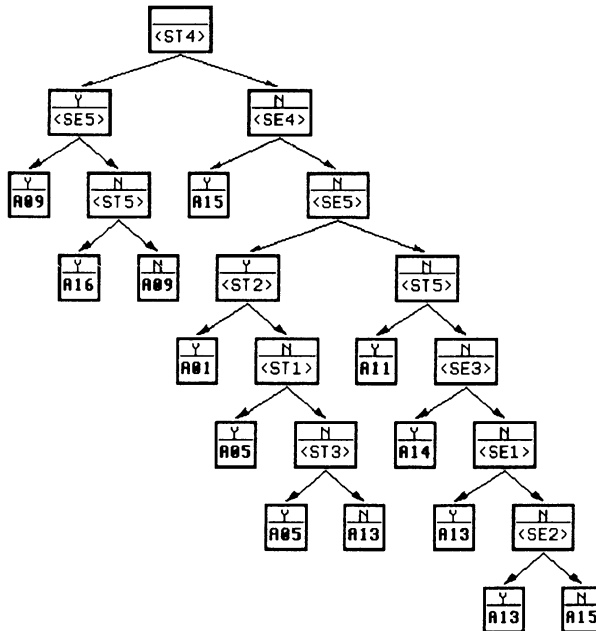 <ST4>
Y N
<SE5> <SE4>
Y N Y N
A09 <ST5> A15 <SE5>
Y N Y N
A16 A09 <ST2> <ST5>
Y N Y N
A01 <ST1> A11 <SE3>
Y N Y N
A05 <ST3> A14 <SE1>
Y N Y N
A05 A13 A13 <SE2>
Y N
A13 A15